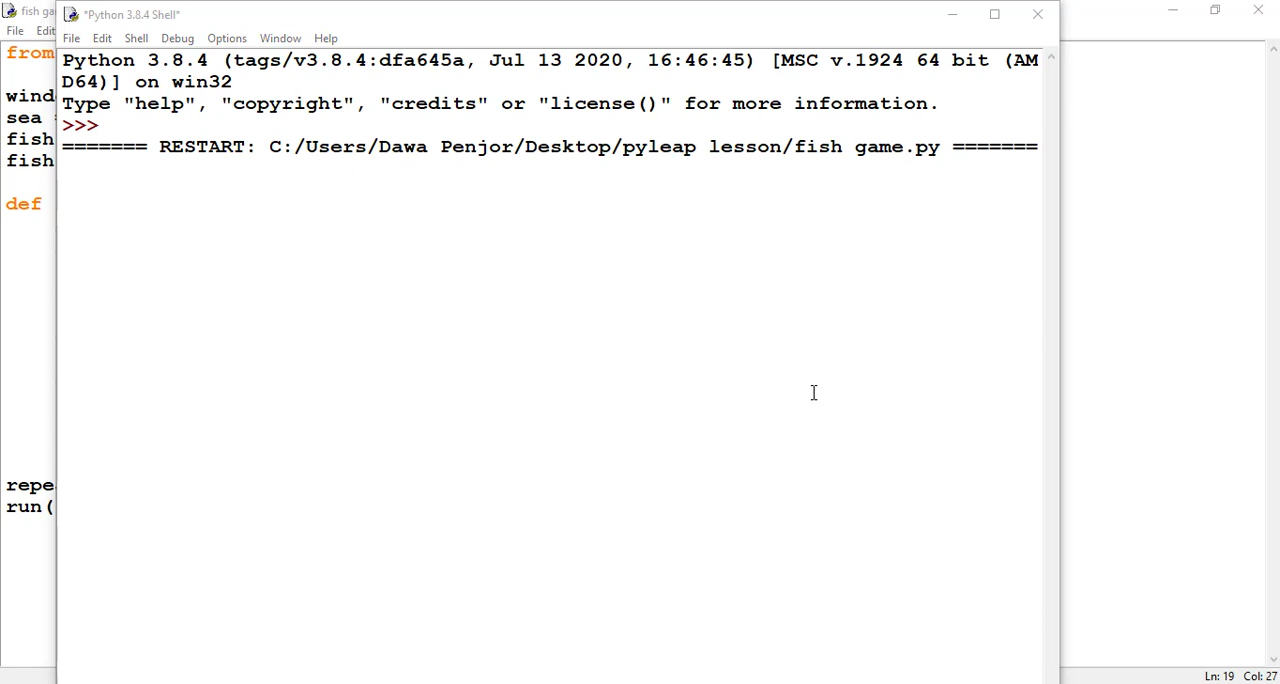 fish ga
File Edit
from
wind
sea
fish
fish
def
repe
run(
*Python 3.8.4 Shell*
File Edit Shell Debug Options Window Help
Python 3.8.4 (tags/v3.8.4:dfa645a, Jul 13 2020, 16:46:45) [MSC v.1924 64 bit (AM
D64)] on win32
Type "help", "copyright", "credits" or "license()" for more information.
>>>
======= RESTART: C:/Users/Dawa Penjor/Desktop/pyleap lesson/fish game.py =======
Ln: 19 Col: 27